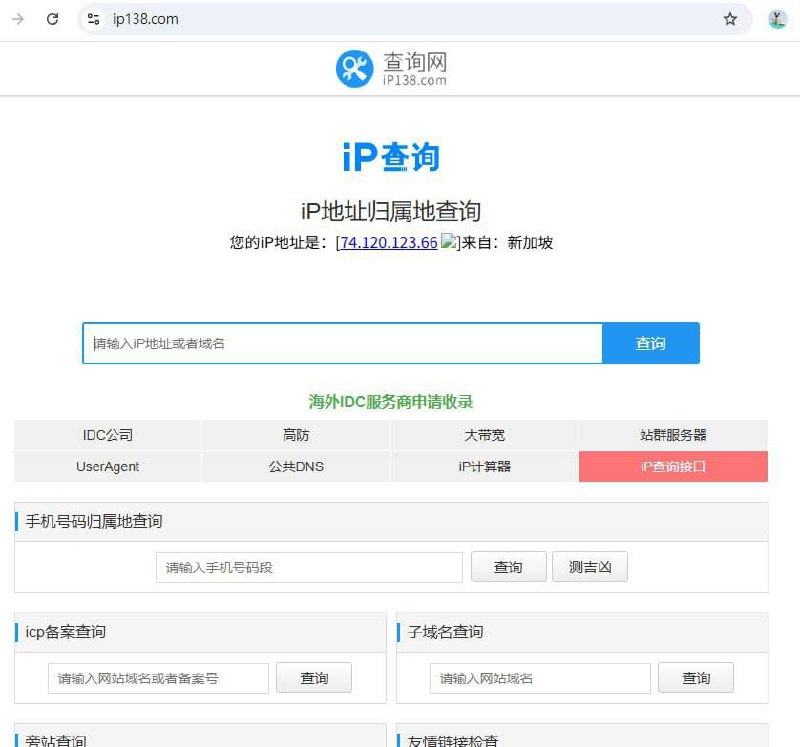 ip138.com
查询网
iP138.com
iP查询
iP地址归属地查询
您的iP地址是：[74.120.123.66 ]来自：新加坡
请输入iP地址或者域名
查询
海外IDC服务商申请收录
IDC公司 高防 大带宽 站群服务器
UserAgent 公共DNS iP计算器 iP查询接口
手机号码归属地查询
请输入手机号码段 查询 测吉凶
icp备案查询 子域名查询
请输入网站域名或者备案号 查询 请输入网站域名 查询
旁站查询 友情链接检查